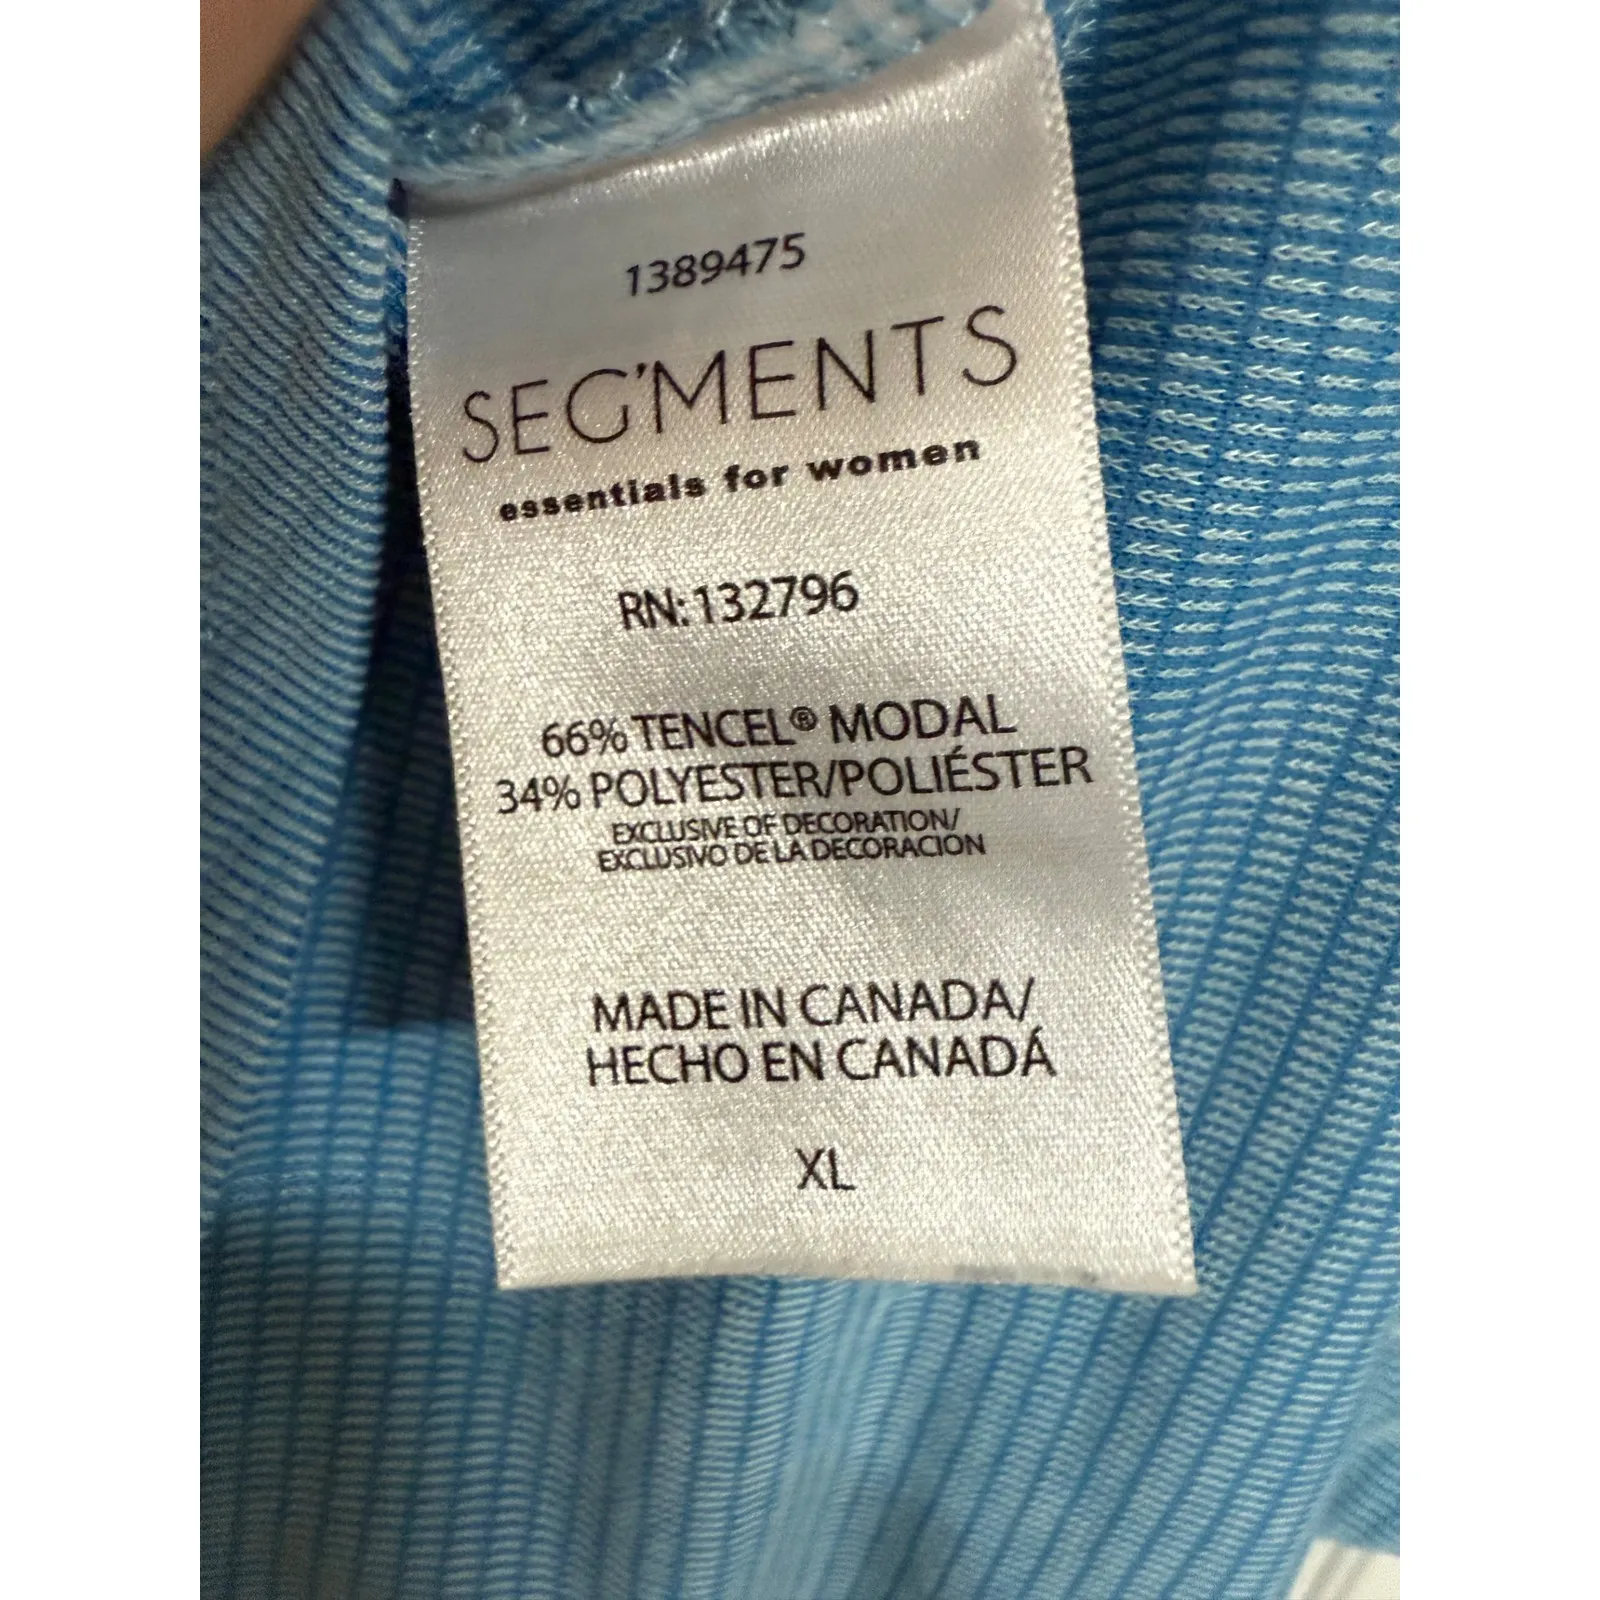 1389475
SEG'MENTS
essentials for women
RN:132796
66% TENCEL® MODAL
34% POLYESTER/POLIÉSTER
EXCLUSIVE OF DECORATION/
EXCLUSIVO DE LA DECORACION
MADE IN CANADA/
HECHO EN CANADÁ
XL